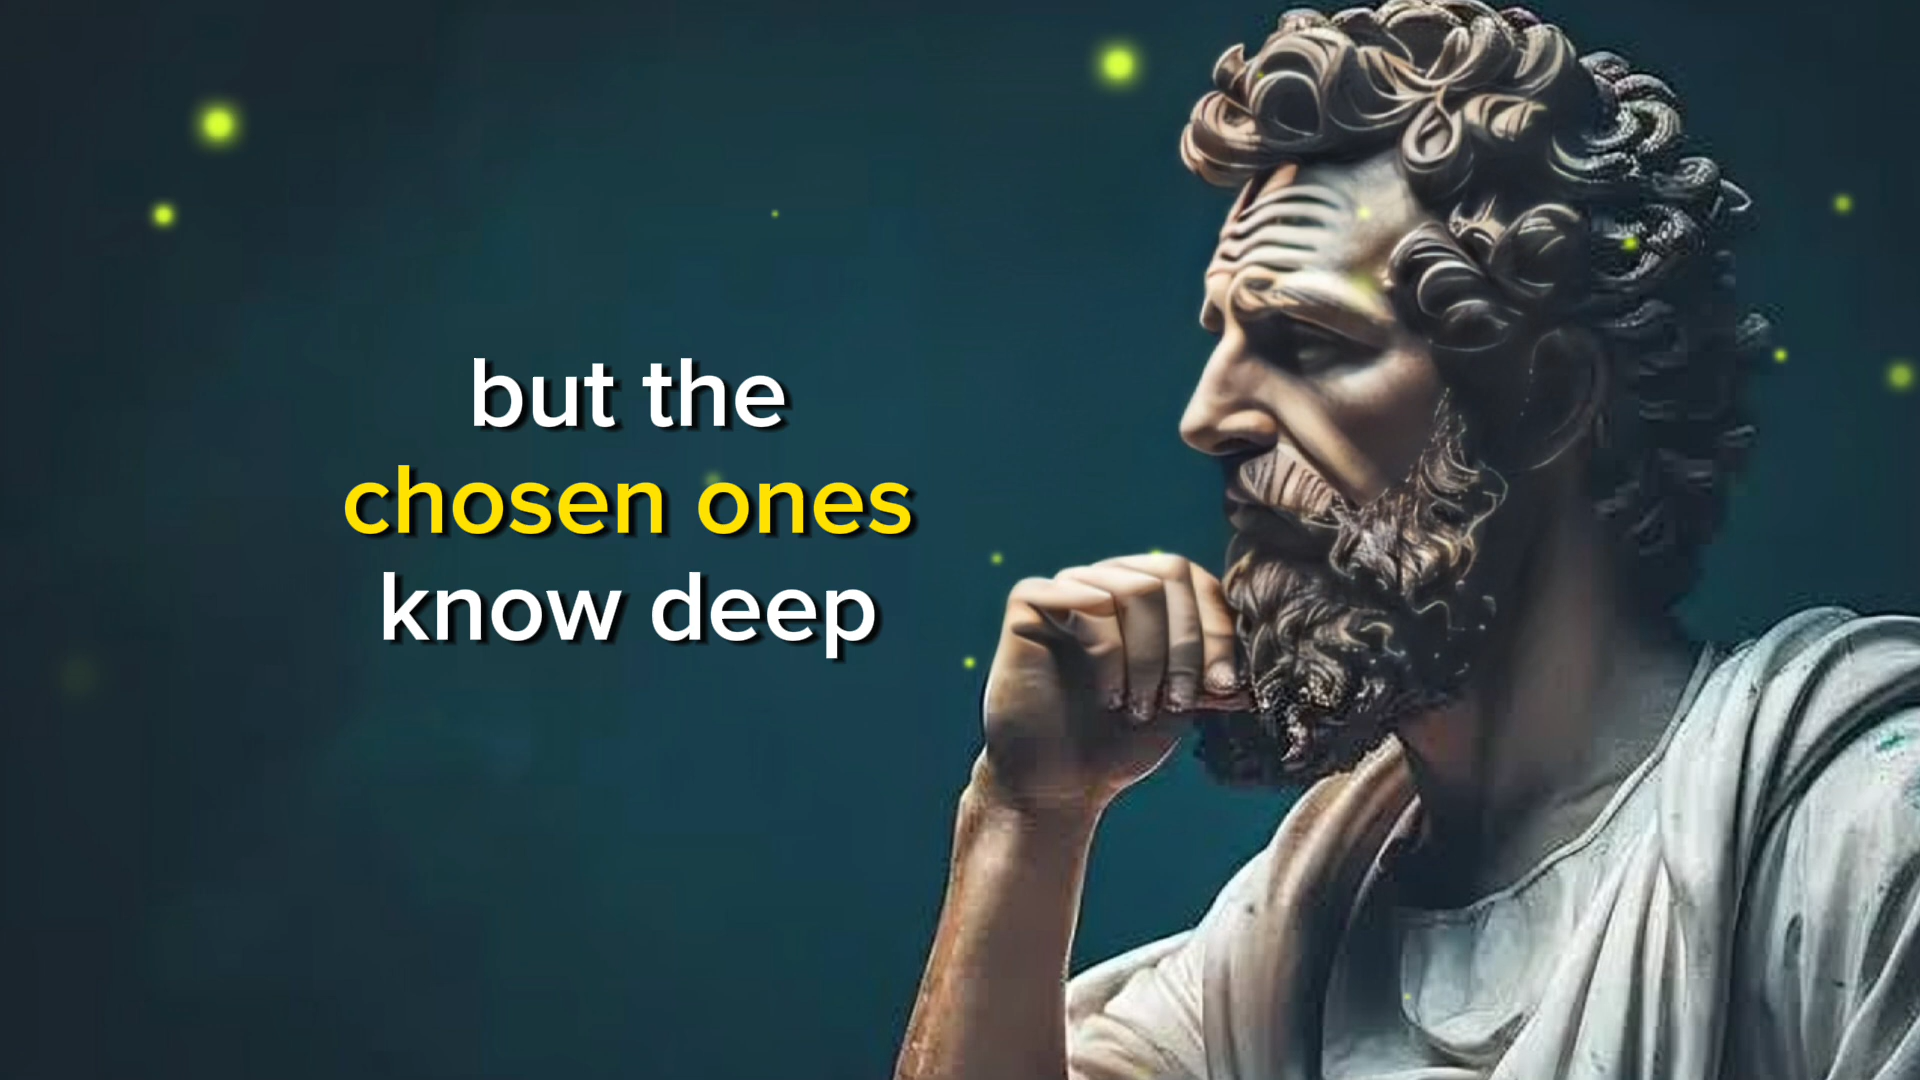 but the
chosen ones
know deep